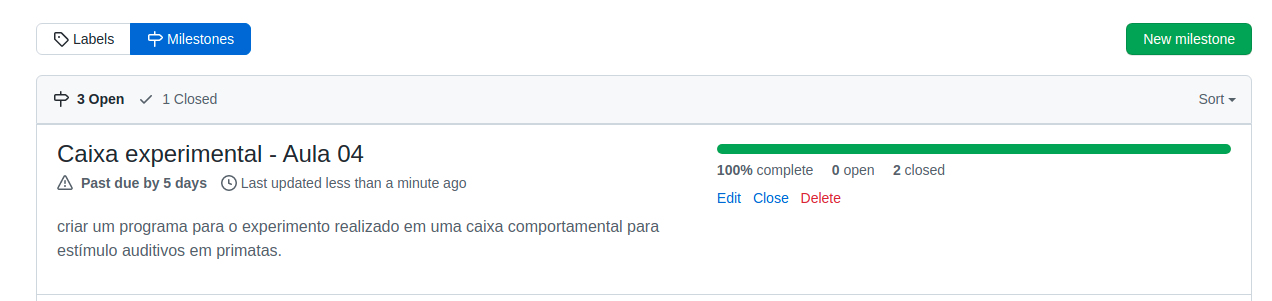 Labels Milestones New milestone
3 Open 1 Closed Sort
Caixa experimental - Aula 04
100% complete 0 open 2 closed
Past due by 5 days Last updated less than a minute ago
Edit Close Delete
criar um programa para o experimento realizado em uma caixa comportamental para
estímulo auditivos em primatas.